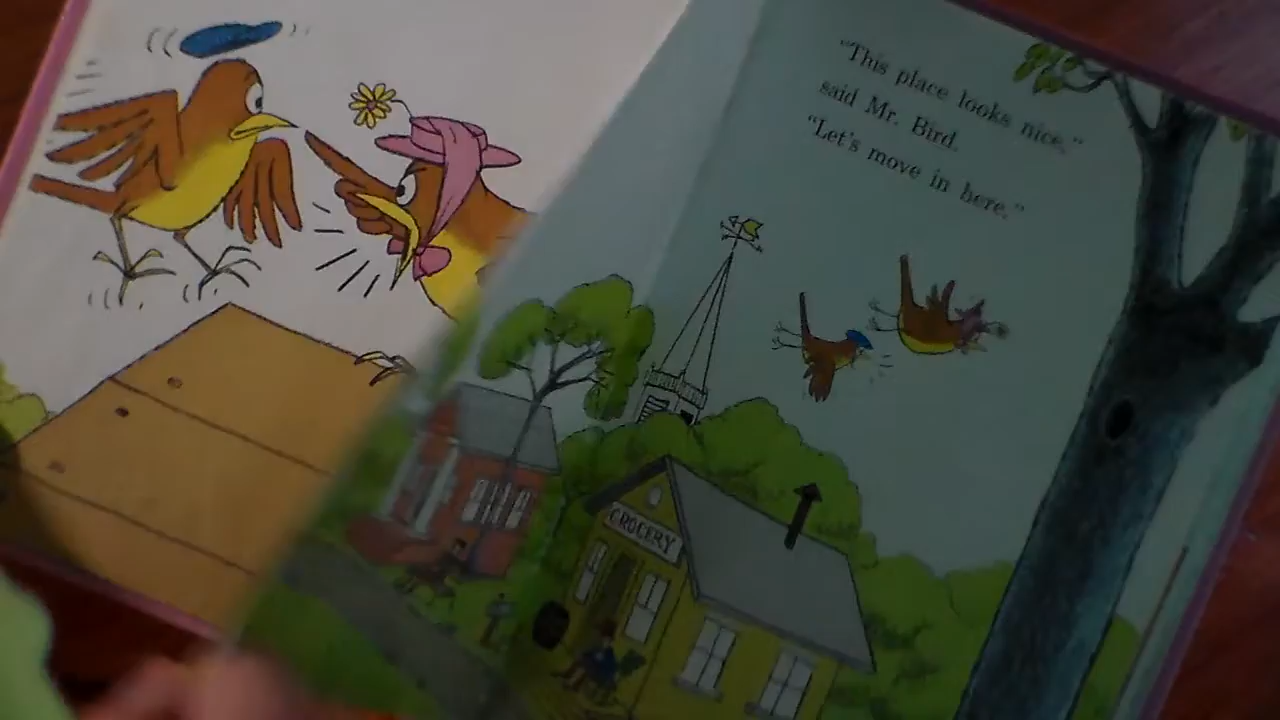 "This place looks nice."
said Mr. Bird.
"Let's move in here."
GROCERY